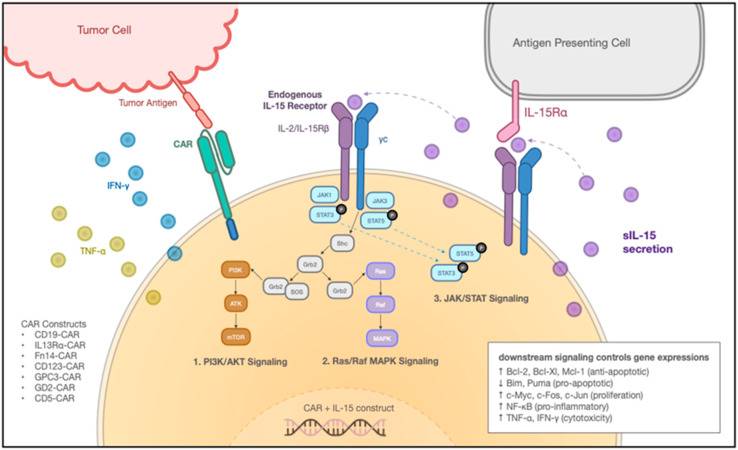 Tumor Cell
Antigen Presenting Cell
Tumor Antigen
Endogenous
IL-15 Receptor
IL-15Rα
CAR
IL-2/IL-15Rβ
γc
IFN-γ
TNF-α
JAK1
JAK3
STAT3
P
STAT5
P
sIL-15
secretion
Shc
Grb2
Grb2
SOS
Grb2
PI3K
ATK
mTOR
Ras
Raf
MAPK
STAT5
P
STAT3
P
3. JAK/STAT Signaling
1. PI3K/AKT Signaling
2. Ras/Raf MAPK Signaling
CAR Constructs
• CD19-CAR
• IL13Rα-CAR
• Fn14-CAR
• CD123-CAR
• GPC3-CAR
• GD2-CAR
• CD5-CAR
CAR + IL-15 construct
downstream signaling controls gene expressions
↑ Bcl-2, Bcl-Xl, Mcl-1 (anti-apoptotic)
↓ Bim, Puma (pro-apoptotic)
↑ c-Myc, c-Fos, c-Jun (proliferation)
↑ NF-κB (pro-inflammatory)
↑ TNF-α, IFN-γ (cytotoxicity)